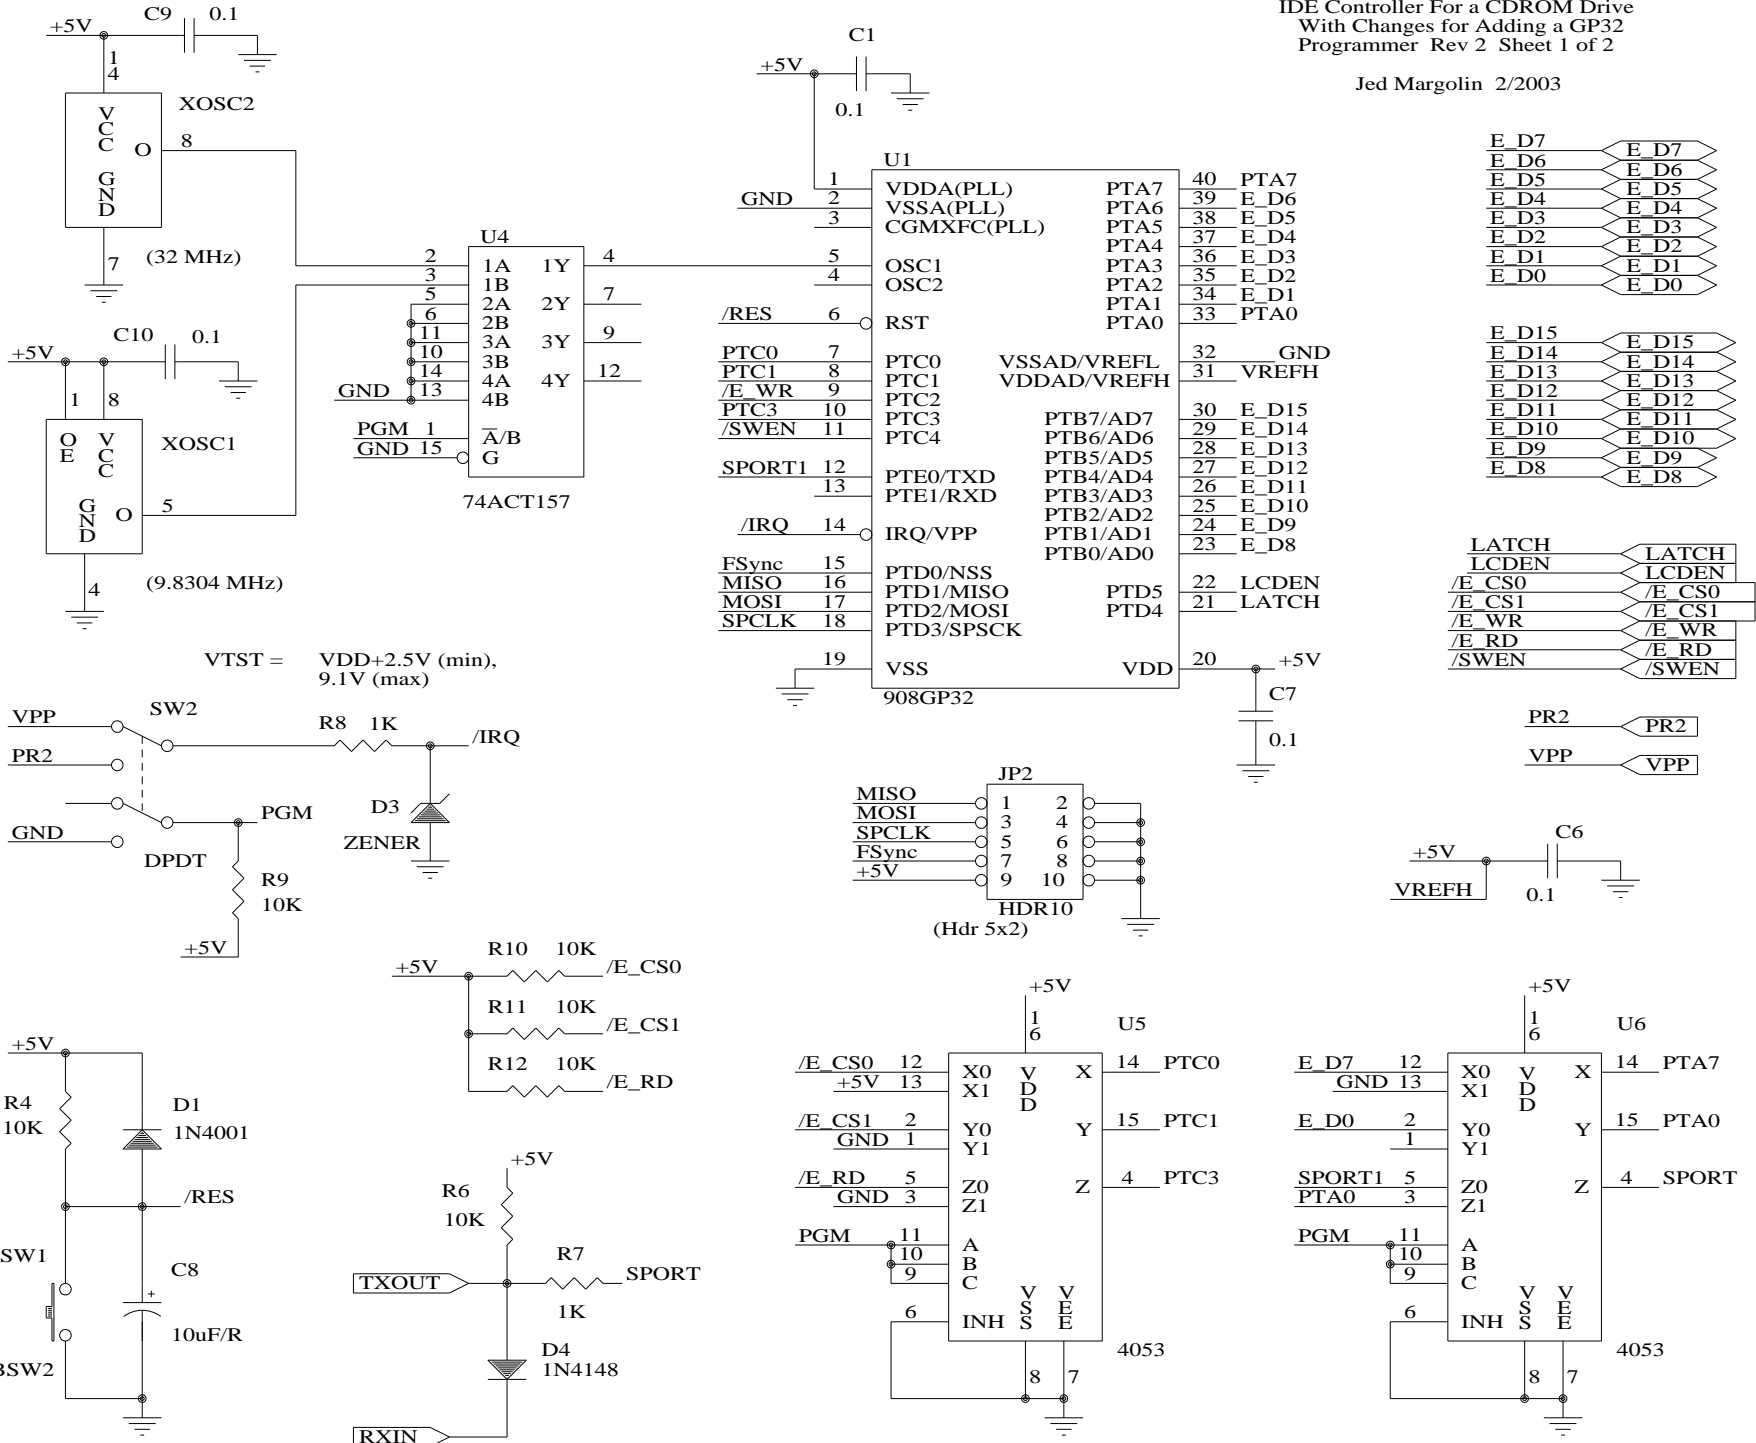 IDE Controller For a CDROM Drive
With Changes for Adding a GP32
Programmer Rev 2 Sheet 1 of 2
Jed Margolin 2/2003
C9 0.1
+5V
1
4
XOSC2
VCC
O 8
GND
7
(32 MHz)
C10 0.1
+5V
1 8
OE VCC
XOSC1
GND
O 5
4
(9.8304 MHz)
U4
2 1A 1Y 4
3 1B
5 2A 2Y 7
6 2B
11 3A 3Y 9
10 3B
14 4A 4Y 12
GND 13 4B
PGM 1 A/B
GND 15 G
74ACT157
C1
+5V
0.1
U1
1 VDDA(PLL) PTA7 40 PTA7
GND 2 VSSA(PLL) PTA6 39 E_D6
3 CGMXFC(PLL) PTA5 38 E_D5
PTA4 37 E_D4
5 OSC1 PTA3 36 E_D3
4 OSC2 PTA2 35 E_D2
PTA1 34 E_D1
/RES 6 RST PTA0 33 PTA0
PTC0 7 PTC0 VSSAD/VREFL 32 GND
PTC1 8 PTC1 VDDAD/VREFH 31 VREFH
/E_WR 9 PTC2
PTC3 10 PTC3 PTB7/AD7 30 E_D15
/SWEN 11 PTC4 PTB6/AD6 29 E_D14
PTB5/AD5 28 E_D13
SPORT1 12 PTE0/TXD PTB4/AD4 27 E_D12
13 PTE1/RXD PTB3/AD3 26 E_D11
PTB2/AD2 25 E_D10
/IRQ 14 IRQ/VPP PTB1/AD1 24 E_D9
PTB0/AD0 23 E_D8
FSync 15 PTD0/NSS
MISO 16 PTD1/MISO PTD5 22 LCDEN
MOSI 17 PTD2/MOSI PTD4 21 LATCH
SPCLK 18 PTD3/SPSCK
19 VSS VDD 20 +5V
908GP32
C7
0.1
E_D7 E_D7
E_D6 E_D6
E_D5 E_D5
E_D4 E_D4
E_D3 E_D3
E_D2 E_D2
E_D1 E_D1
E_D0 E_D0
E_D15 E_D15
E_D14 E_D14
E_D13 E_D13
E_D12 E_D12
E_D11 E_D11
E_D10 E_D10
E_D9 E_D9
E_D8 E_D8
LATCH LATCH
LCDEN LCDEN
/E_CS0 /E_CS0
/E_CS1 /E_CS1
/E_WR /E_WR
/E_RD /E_RD
/SWEN /SWEN
PR2 PR2
VPP VPP
VTST = VDD+2.5V (min),
9.1V (max)
VPP SW2
R8 1K /IRQ
PR2
D3
ZENER
PGM
GND
DPDT
R9
10K
+5V
JP2
MISO 1 2
MOSI 3 4
SPCLK 5 6
FSync 7 8
+5V 9 10
HDR10
(Hdr 5x2)
C6
+5V
VREFH 0.1
+5V R10 10K /E_CS0
R11 10K /E_CS1
R12 10K /E_RD
+5V
R4
10K
D1
1N4001
/RES
SW1
C8
+
10uF/R
BSW2
+5V
R6
10K
R7
TXOUT SPORT
1K
D4
1N4148
RXIN
+5V
1
6
U5
/E_CS0 12 X0 VDD X 14 PTC0
+5V 13 X1
/E_CS1 2 Y0 Y 15 PTC1
GND 1 Y1
/E_RD 5 Z0 Z 4 PTC3
GND 3 Z1
PGM 11 A
10 B
9 C
6 INH VSS VEE
4053
8 7
+5V
1
6
U6
E_D7 12 X0 VDD X 14 PTA7
GND 13 X1
E_D0 2 Y0 Y 15 PTA0
1 Y1
SPORT1 5 Z0 Z 4 SPORT
PTA0 3 Z1
PGM 11 A
10 B
9 C
6 INH VSS VEE
4053
8 7